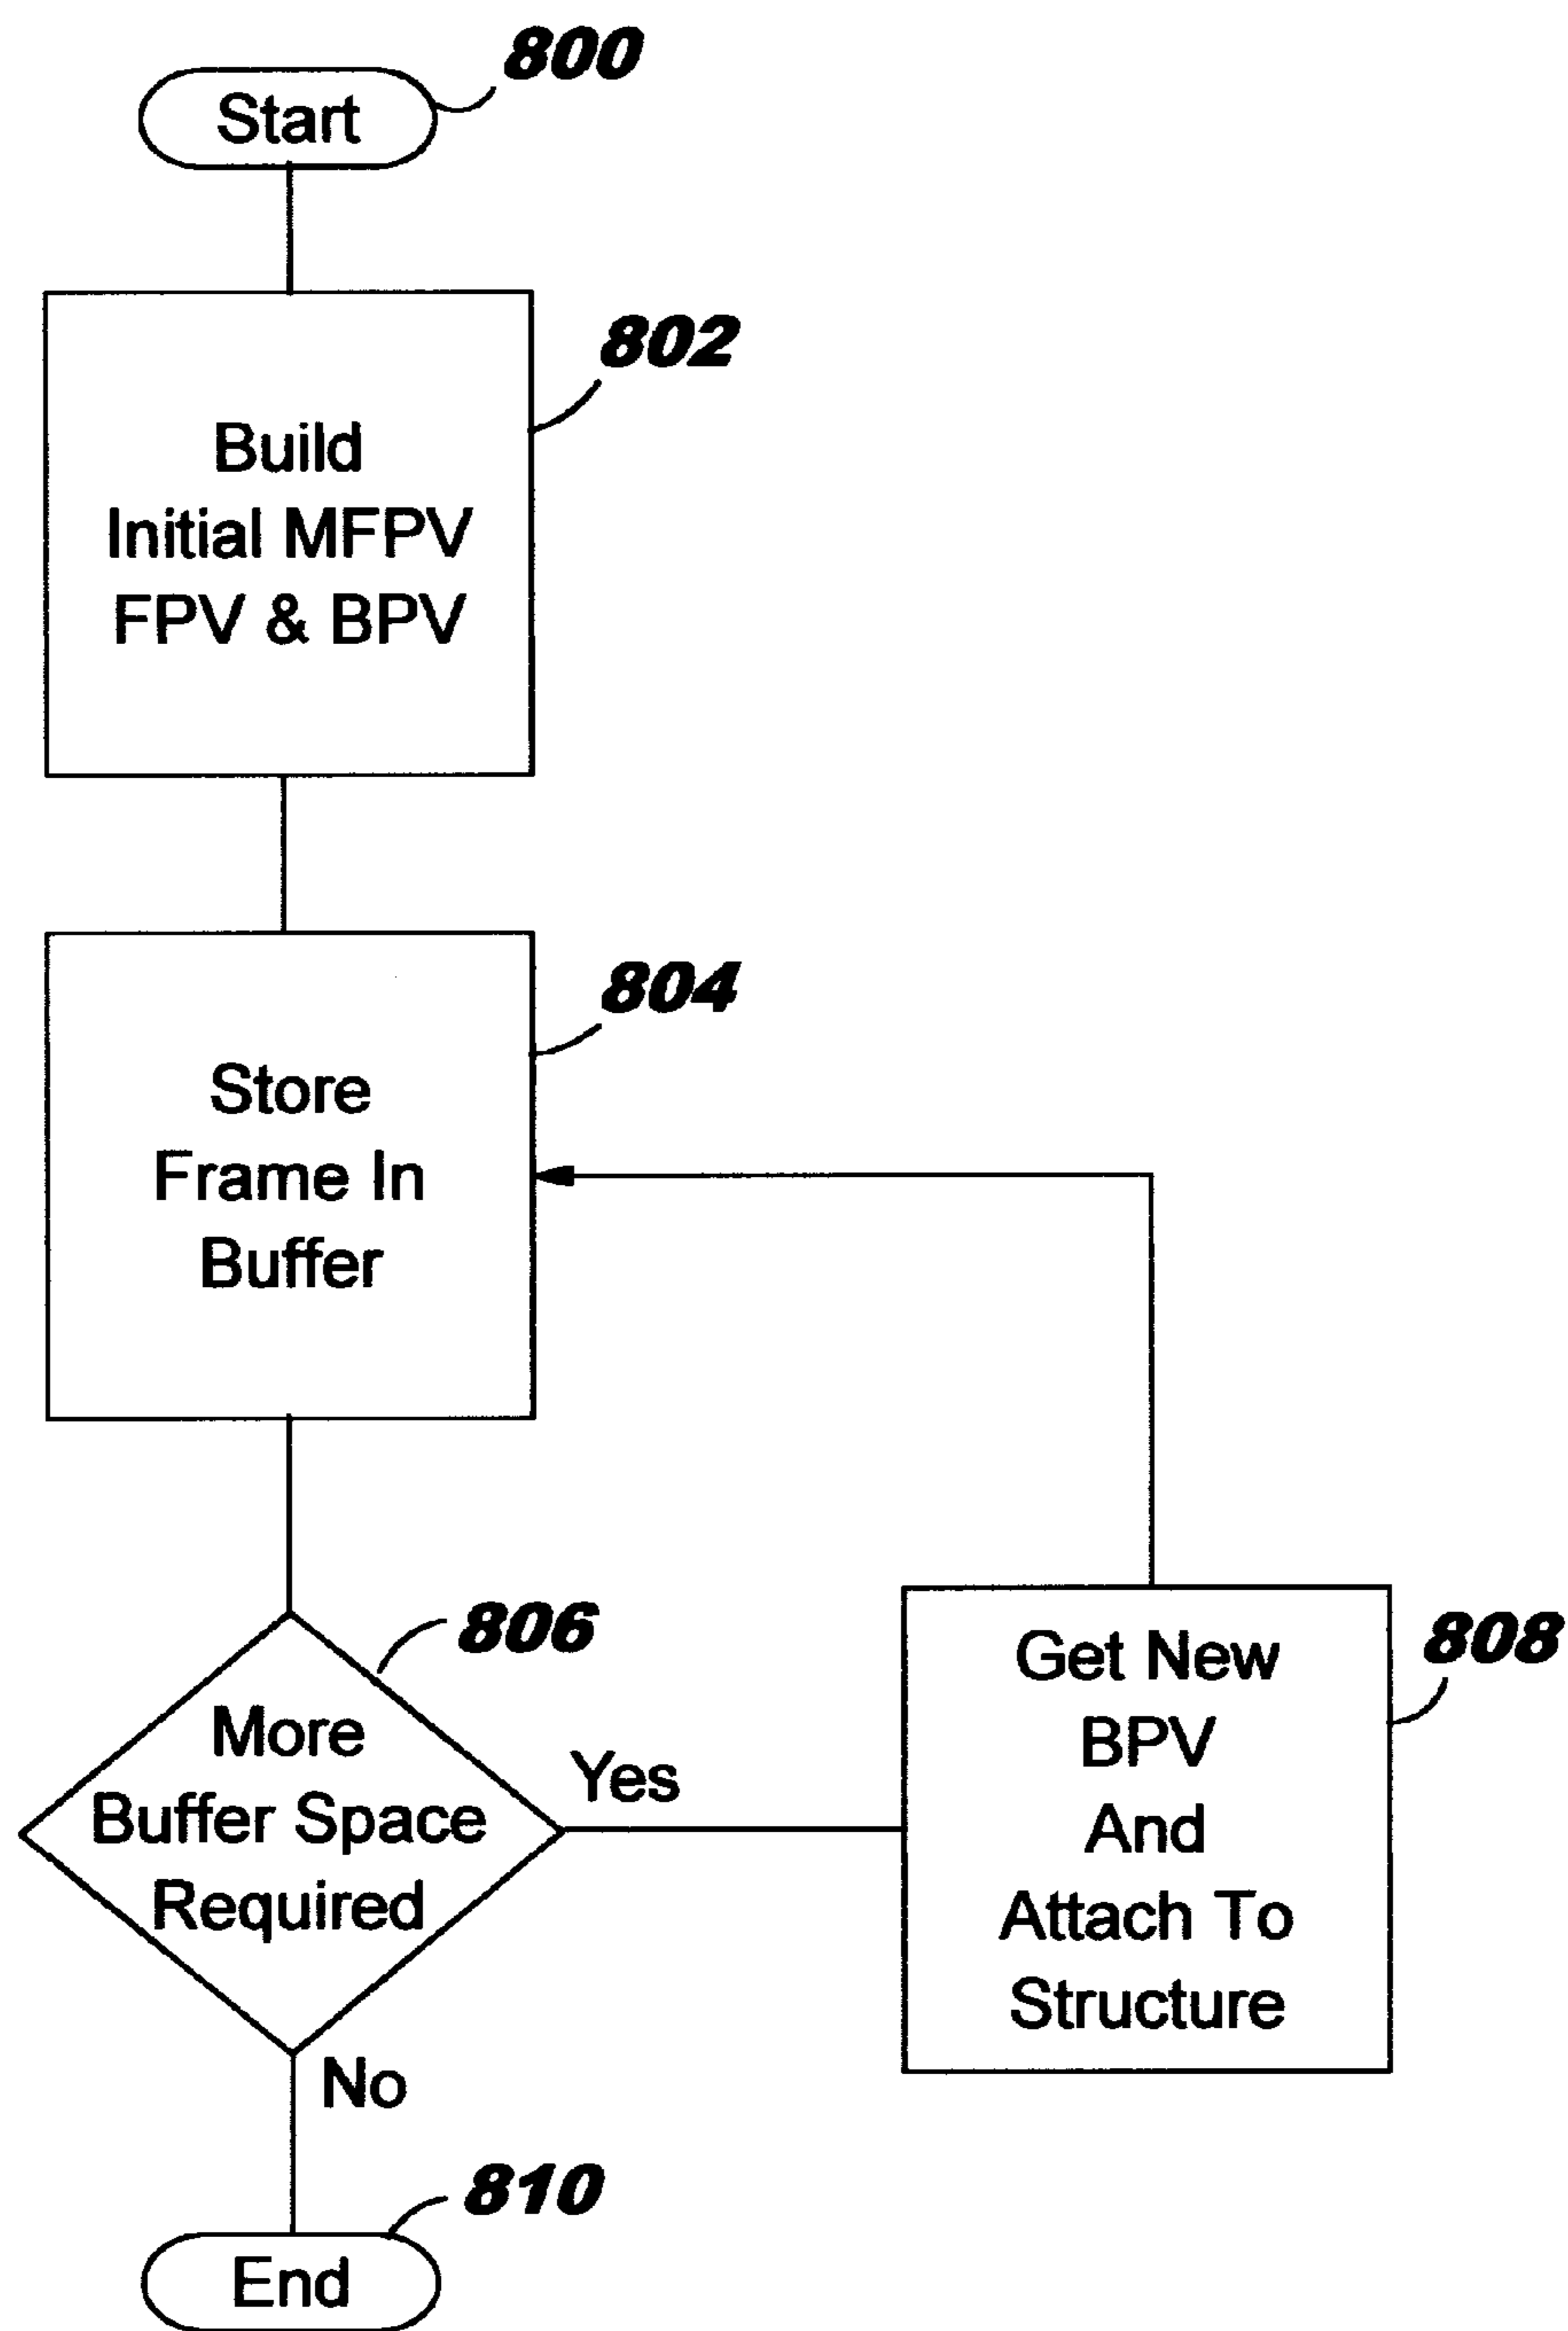 800
Start
802
Build
Initial MFPV
FPV & BPV
804
Store
Frame In
Buffer
806
More
Buffer Space
Required
Yes
808
Get New
BPV
And
Attach To
Structure
No
810
End